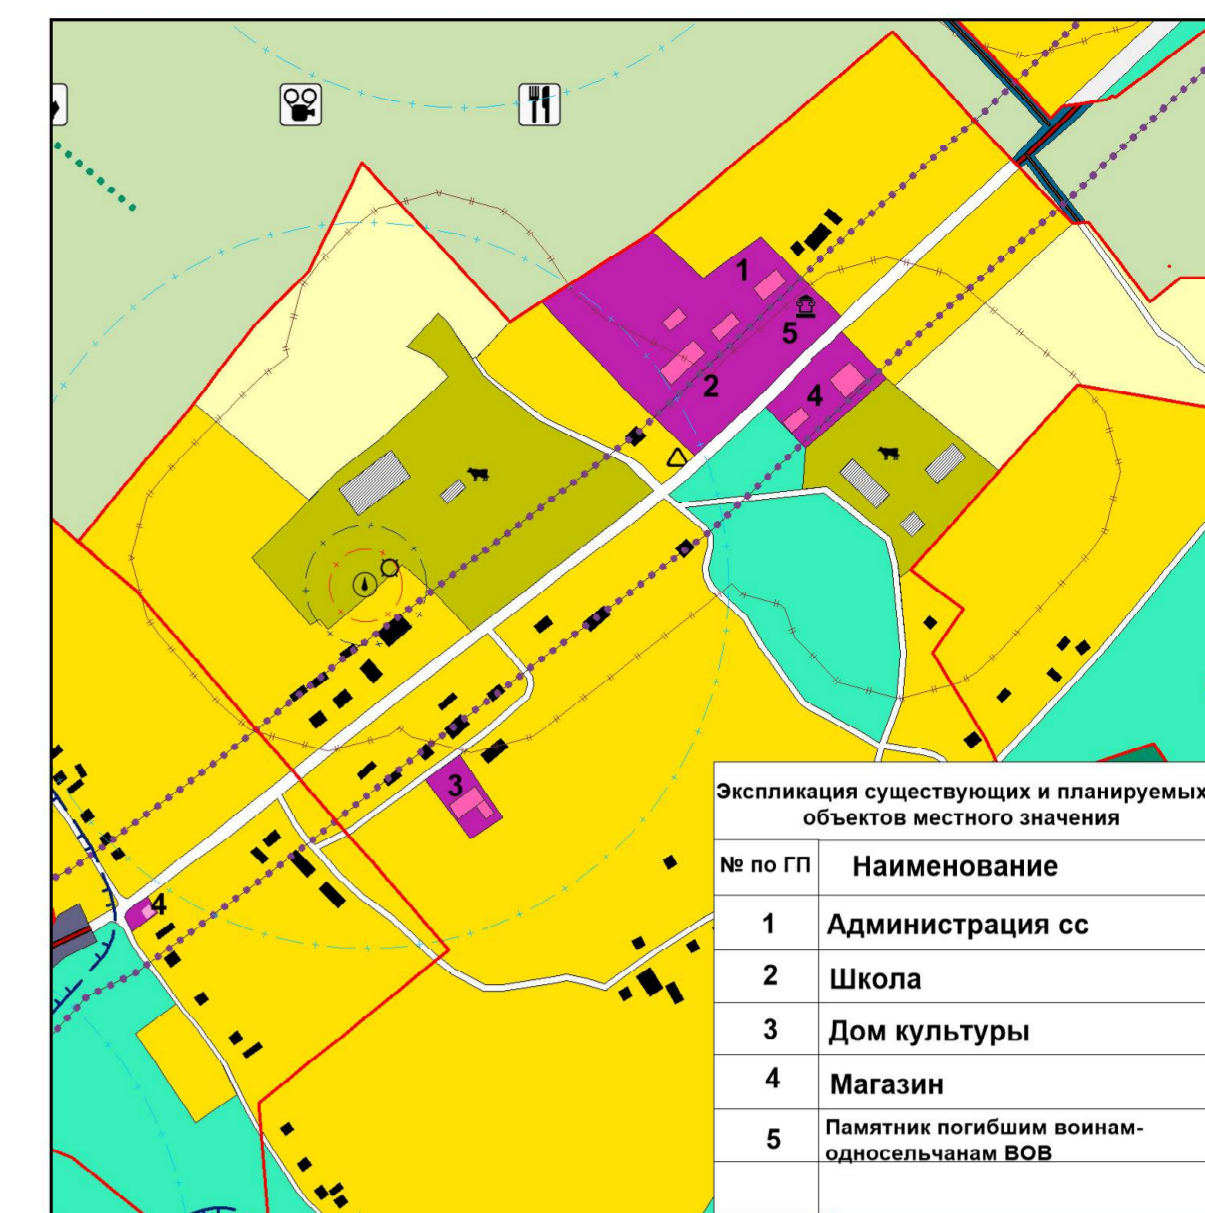 1
5
2
4
3
4
Экспликация существующих и планируемых
объектов местного значения
№ по ГП Наименование
1 Администрация сс
2 Школа
3 Дом культуры
4 Магазин
5 Памятник погибшим воинам-
односельчанам ВОВ